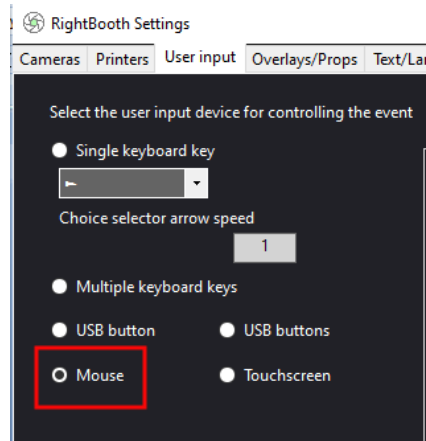 RightBooth Settings
Cameras Printers User input Overlays/Props
Select the user input device for controlling the event
Single keyboard key
Choice selector arrow speed
1
Multiple keyboard keys
USB button USB buttons
Mouse Touchscreen